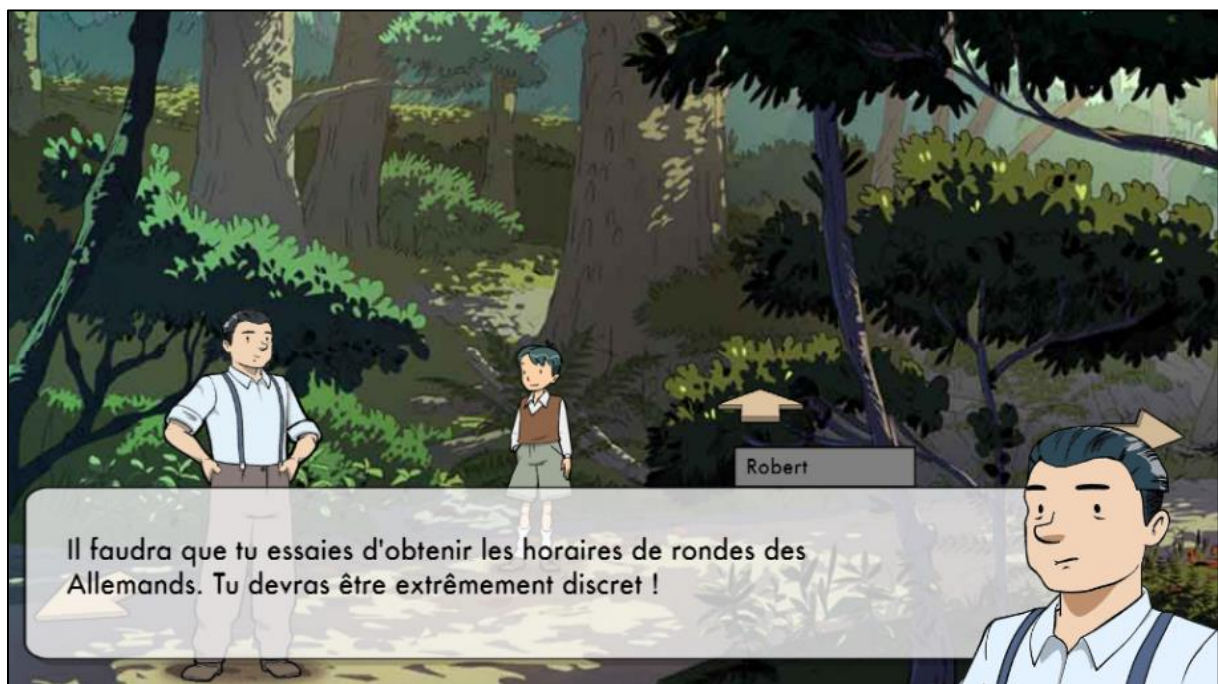 Robert
Il faudra que tu essaies d'obtenir les horaires de rondes des
Allemands. Tu devras être extrêmement discret !